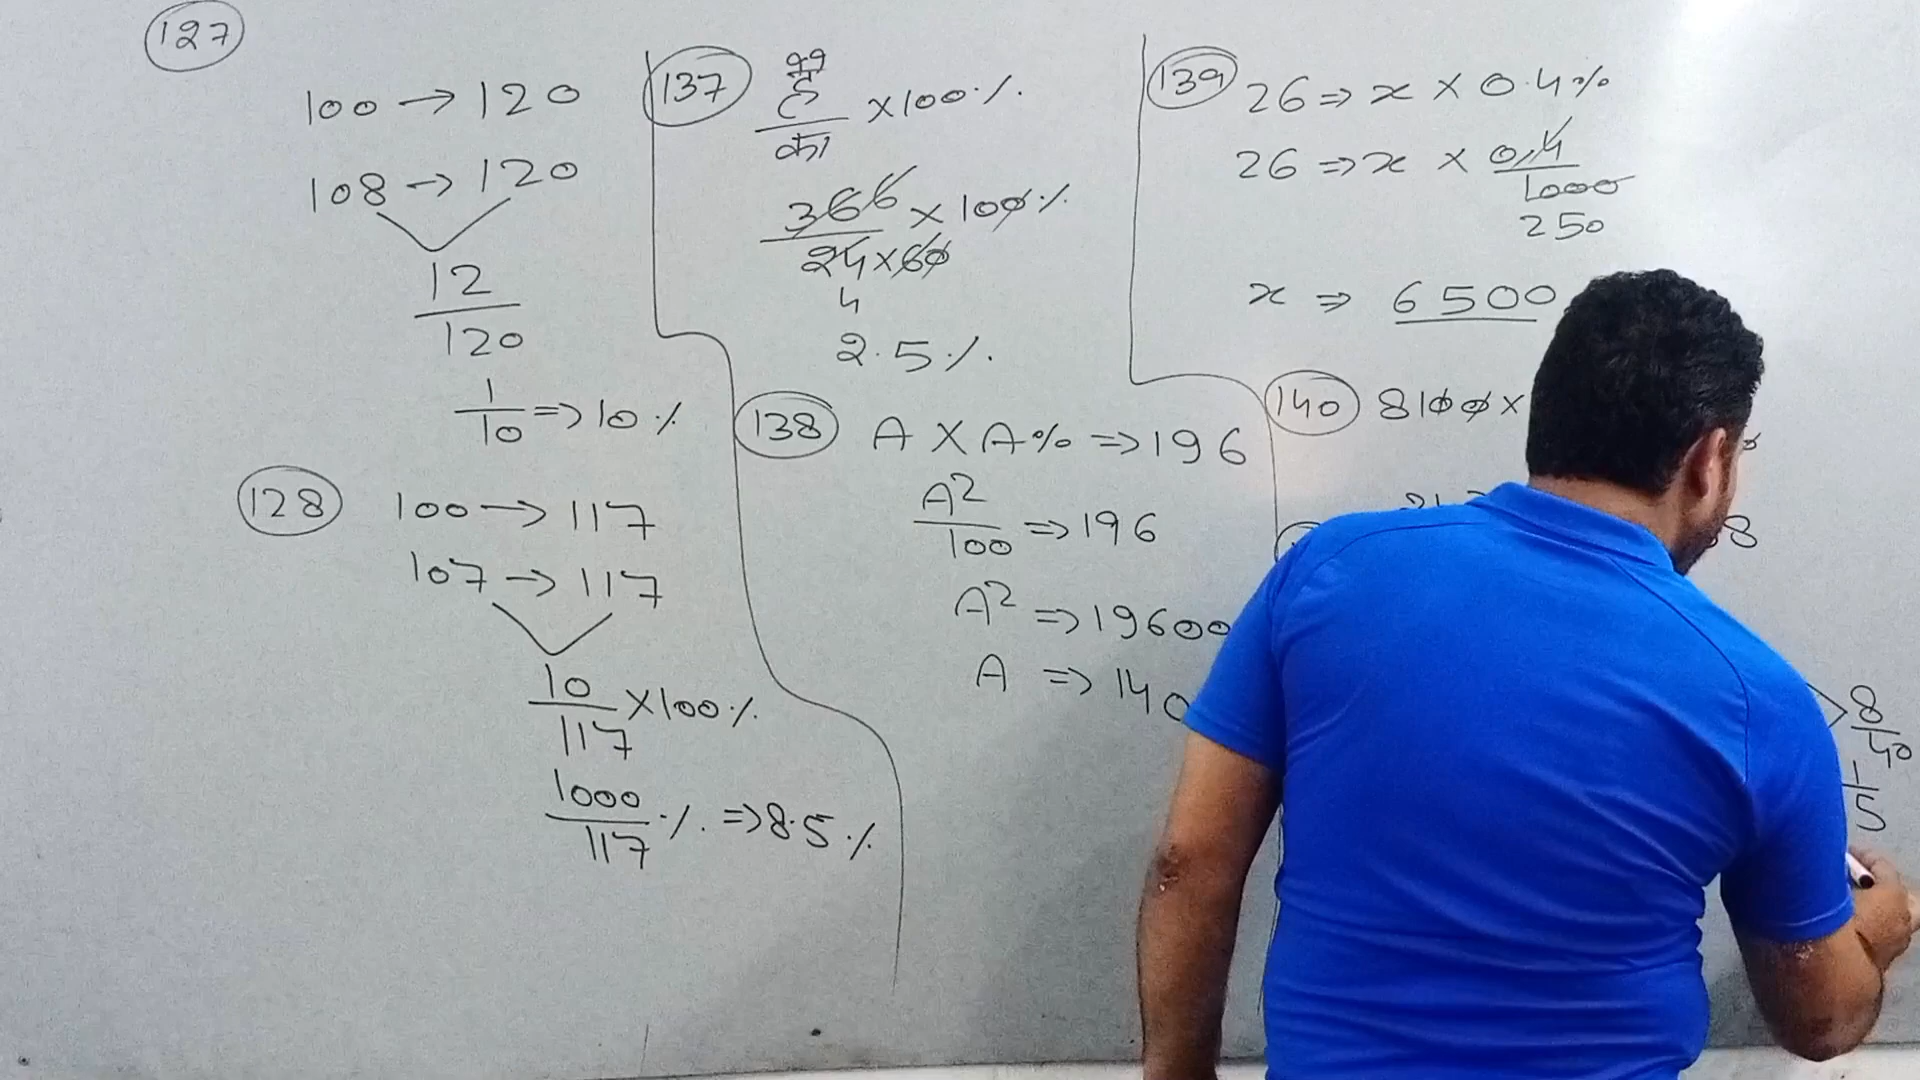 127
100 → 120
108 → 120
12
120
1
10 => 10 %
128
100 → 117
107 → 117
10
117 × 100 %
1000
117 % => 8.5 %
137
है
का × 100 %
366 × 100 %
24 × 60
4
2.5 %
138
A × A% => 196
A²
100 => 196
A² => 19600
A => 140
139
26 => x × 0.4%
26 => x × 0.4
1000
250
x => 6500
140
8100 ×
8
8
40
1
5